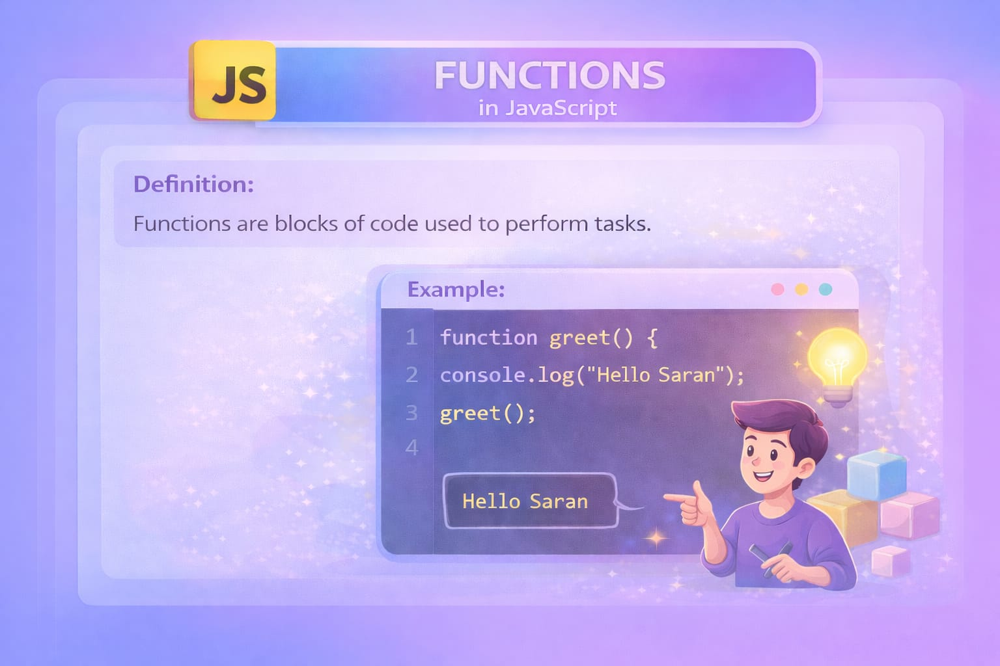 JS
FUNCTIONS
in JavaScript
Definition:
Functions are blocks of code used to perform tasks.
Example:
1 function greet() {
2 console.log("Hello Saran");
3 greet();
4
Hello Saran